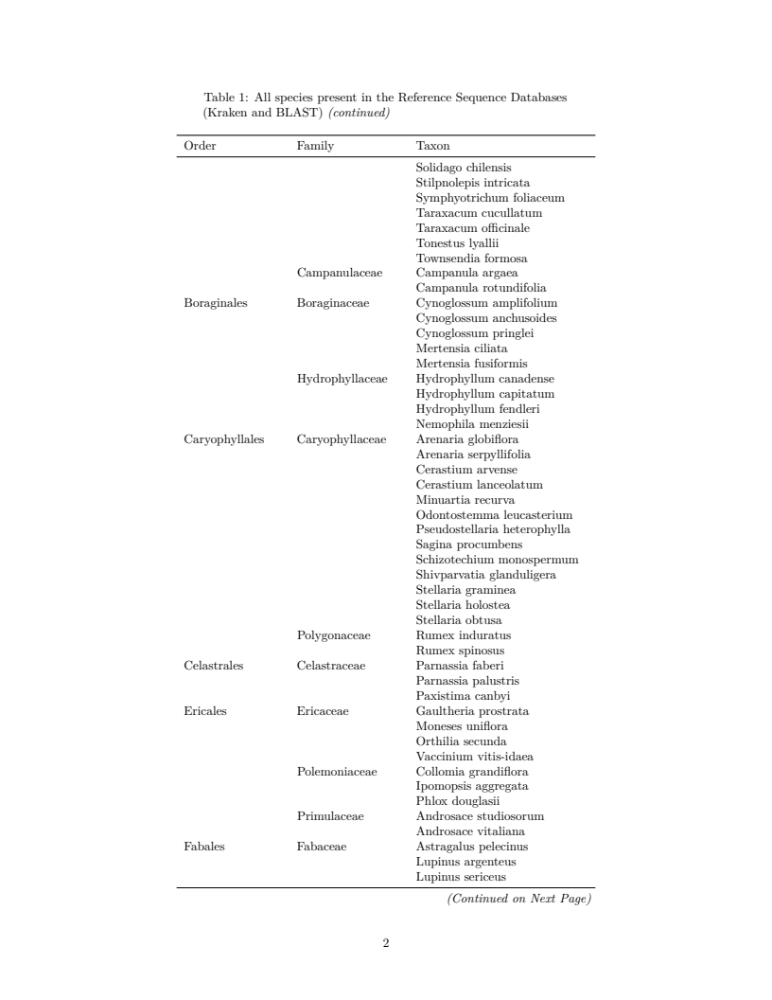 Table 1: All species present in the Reference Sequence Databases
(Kraken and BLAST) (continued)
Order Family Taxon
Solidago chilensis
Stilpnolepis intricata
Symphyotrichum foliaceum
Taraxacum cucullatum
Taraxacum officinale
Tonestus lyallii
Townsendia formosa
Campanulaceae Campanula argaea
Campanula rotundifolia
Boraginales Boraginaceae Cynoglossum amplifolium
Cynoglossum anchusoides
Cynoglossum pringlei
Mertensia ciliata
Mertensia fusiformis
Hydrophyllaceae Hydrophyllum canadense
Hydrophyllum capitatum
Hydrophyllum fendleri
Nemophila menziesii
Caryophyllales Caryophyllaceae Arenaria globiflora
Arenaria serpyllifolia
Cerastium arvense
Cerastium lanceolatum
Minuartia recurva
Odontostemma leucasterium
Pseudostellaria heterophylla
Sagina procumbens
Schizotechium monospermum
Shivparvatia glanduligera
Stellaria graminea
Stellaria holostea
Stellaria obtusa
Polygonaceae Rumex induratus
Rumex spinosus
Celastrales Celastraceae Parnassia faberi
Parnassia palustris
Paxistima canbyi
Ericales Ericaceae Gaultheria prostrata
Moneses uniflora
Orthilia secunda
Vaccinium vitis-idaea
Polemoniaceae Collomia grandiflora
Ipomopsis aggregata
Phlox douglasii
Primulaceae Androsace studiosorum
Androsace vitaliana
Fabales Fabaceae Astragalus pelecinus
Lupinus argenteus
Lupinus sericeus
(Continued on Next Page)
2